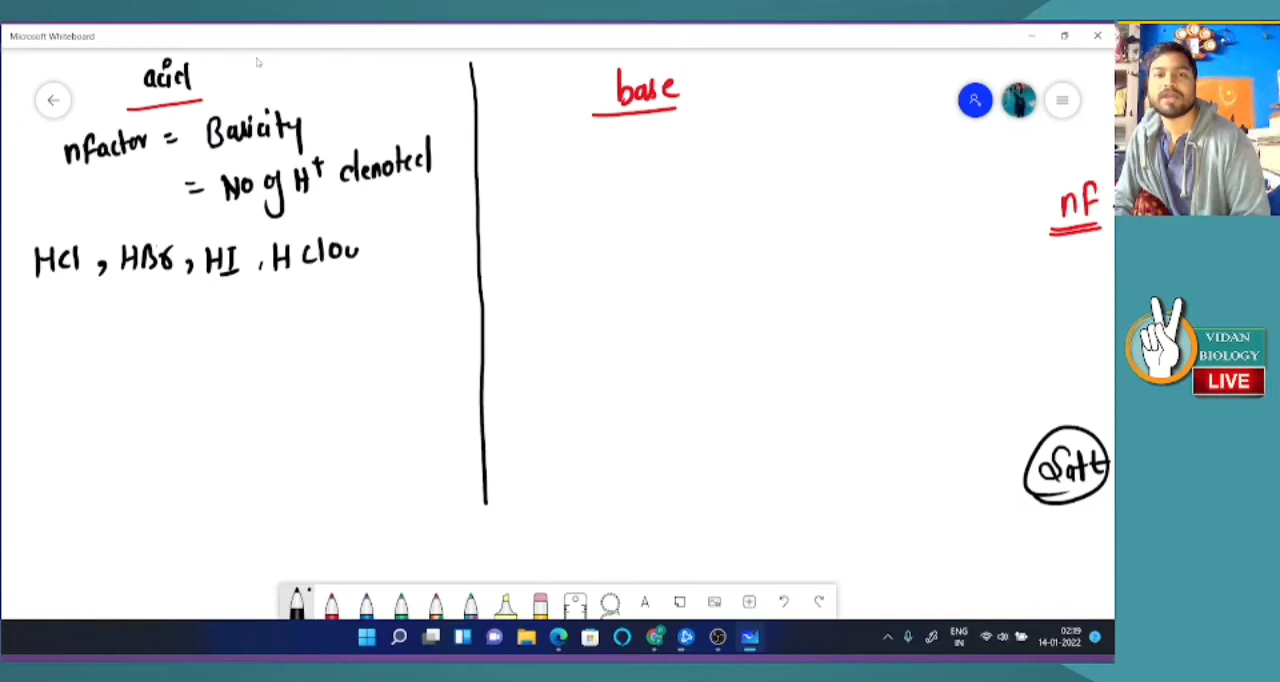 Microsoft Whiteboard
acid
nfactor = Basicity
= No of H+ denoted
HCl, HBr, HI, HClO4
base
nf
Salt
VIDAN
BIOLOGY
LIVE
A
ENG
IN
02:19
14-01-2022